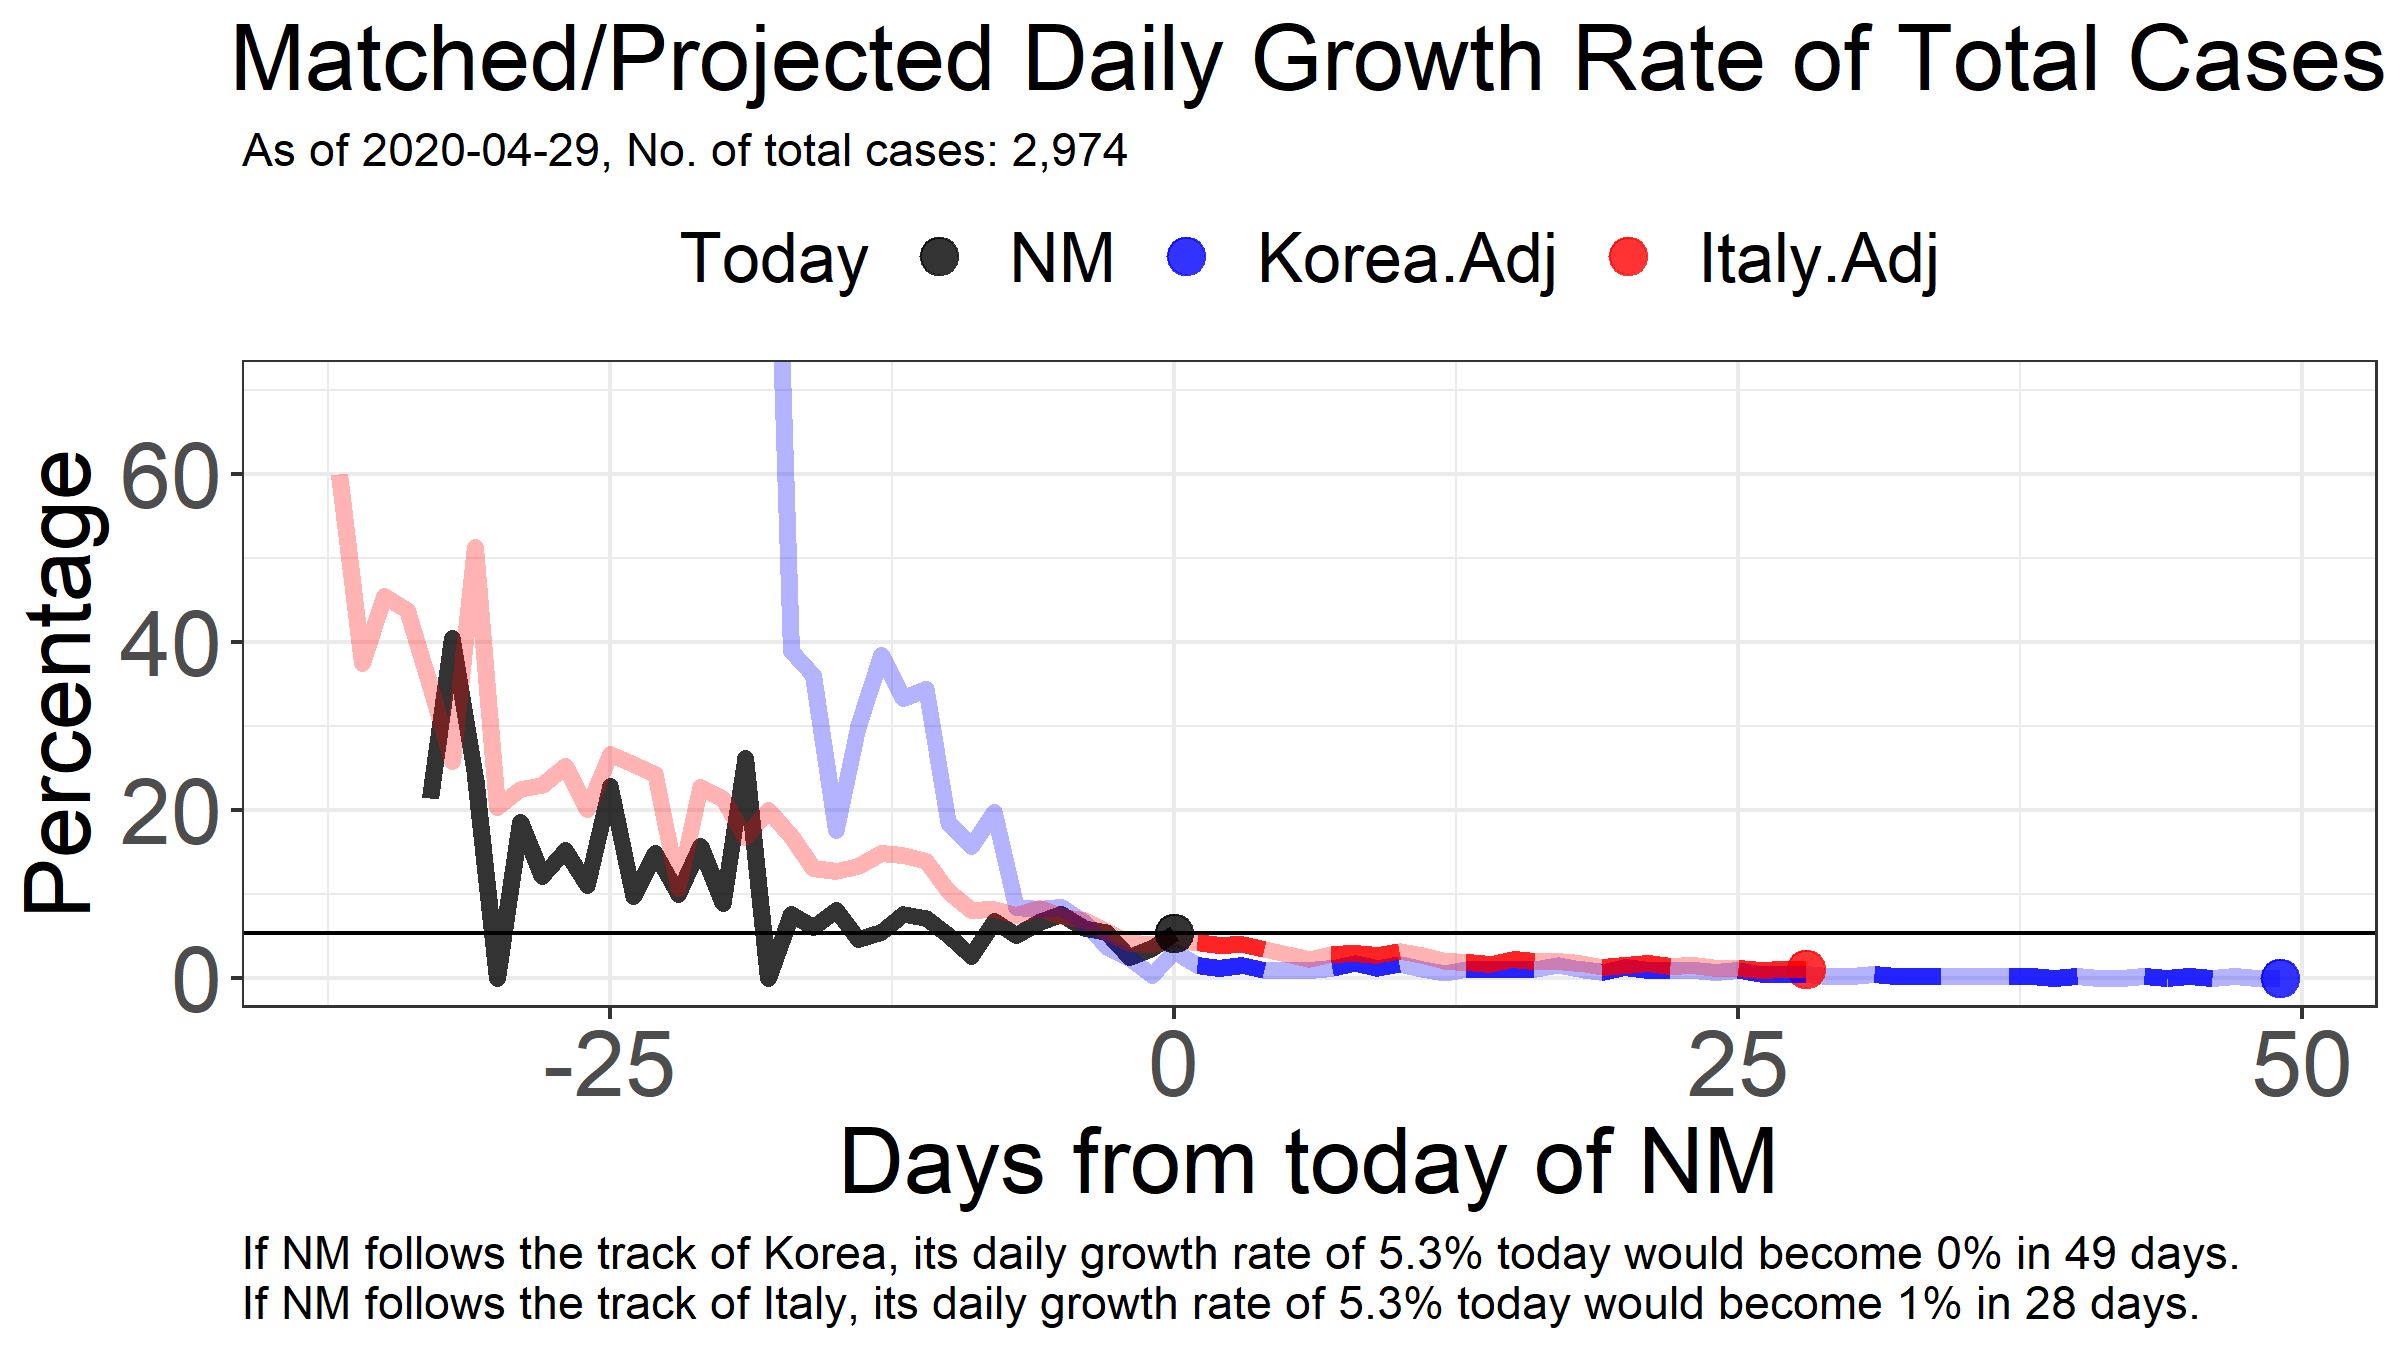 Matched/Projected Daily Growth Rate of Total Cases
As of 2020-04-29, No. of total cases: 2,974
Today NM Korea.Adj Italy.Adj
Percentage
60
40
20
0
-25 0 25 50
Days from today of NM
If NM follows the track of Korea, its daily growth rate of 5.3% today would become 0% in 49 days.
If NM follows the track of Italy, its daily growth rate of 5.3% today would become 1% in 28 days.